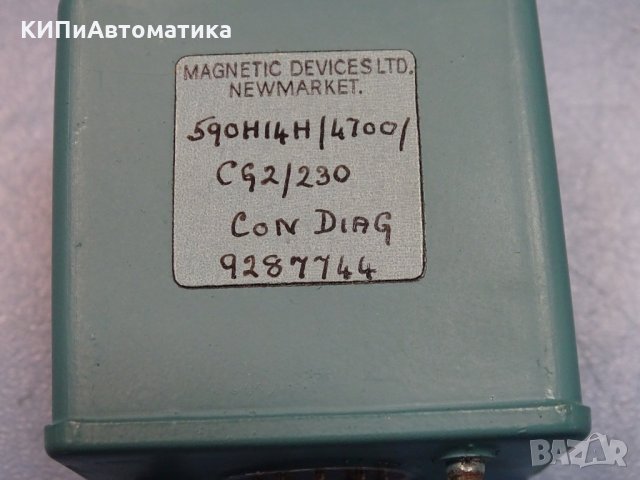 КИПиАвтоматика
MAGNETIC DEVICES LTD.
NEWMARKET.
590H14H/4700/
CG2/230
CON DIAG
9287744
BAZAR